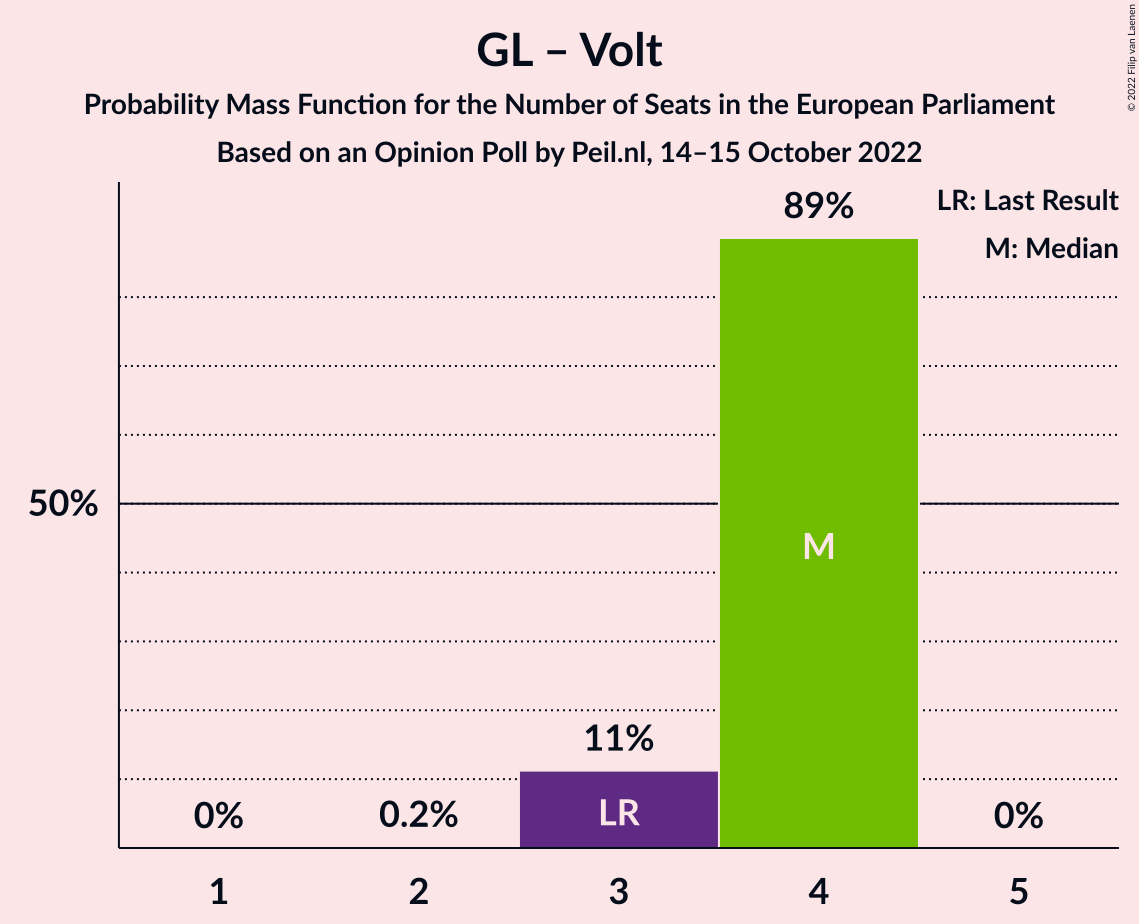 GL – Volt
Probability Mass Function for the Number of Seats in the European Parliament
Based on an Opinion Poll by Peil.nl, 14–15 October 2022
© 2022 Filip van Laenen
LR: Last Result
M: Median
89%
50%
M
11%
LR
0%
0.2%
0%
1
2
3
4
5